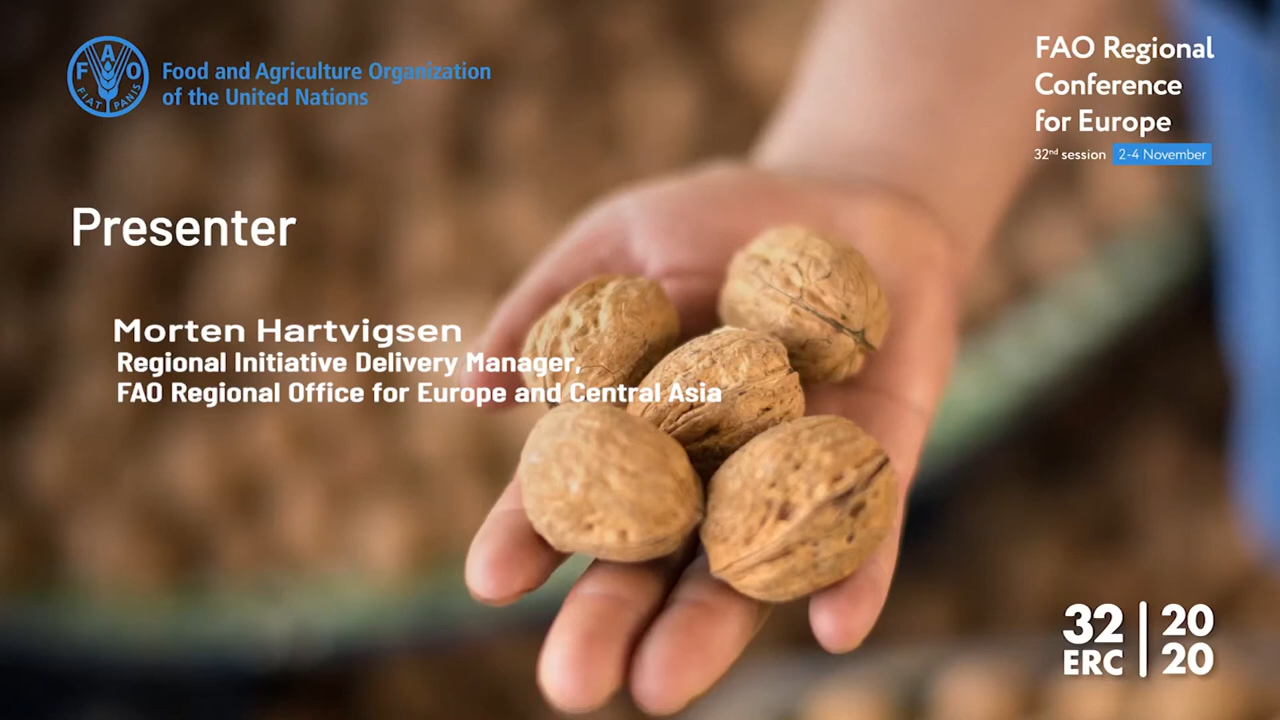 FAO
FIAT PANIS
Food and Agriculture Organization
of the United Nations
FAO Regional
Conference
for Europe
32nd session 2-4 November
Presenter
Morten Hartvigsen
Regional Initiative Delivery Manager,
FAO Regional Office for Europe and Central Asia
32 20
ERC 20